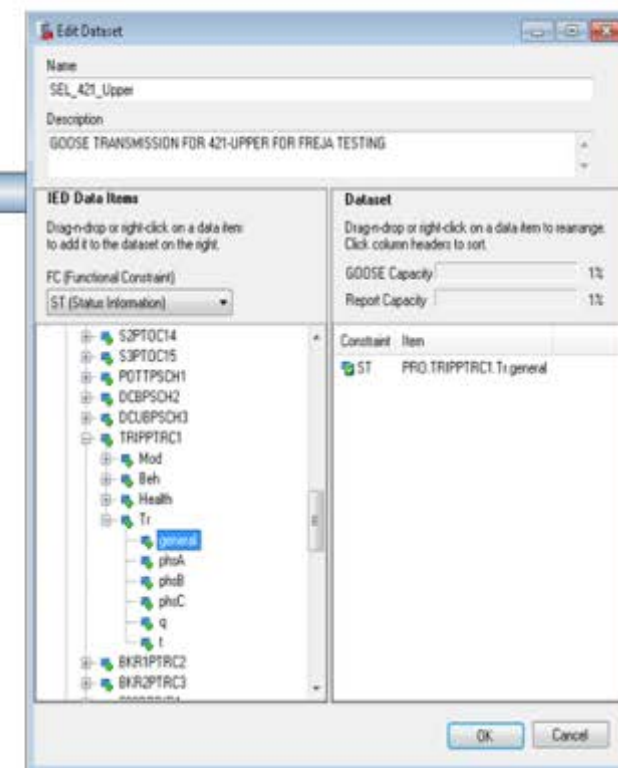 Edit Dataset
Name
SEL_421_Upper
Description
GOOSE TRANSMISSION FOR 421-UPPER FOR FREJA TESTING
IED Data Items
Drag-n-drop or right-click on a data item
to add it to the dataset on the right.
FC (Functional Constraint)
ST (Status Information)
S2PTOC14
S3PTOC15
POTTPSCH1
DCBPSCH2
DCUBPSCH3
TRIPPTRC1
Mod
Beh
Health
Tr
general
phsA
phsB
phsC
q
t
BKR1PTRC2
BKR2PTRC3
Dataset
Drag-n-drop or right-click on a data item to rearrange.
Click column headers to sort.
GOOSE Capacity 1%
Report Capacity 1%
Constraint Item
ST PRO.TRIPPTRC1.Tr.general
OK Cancel